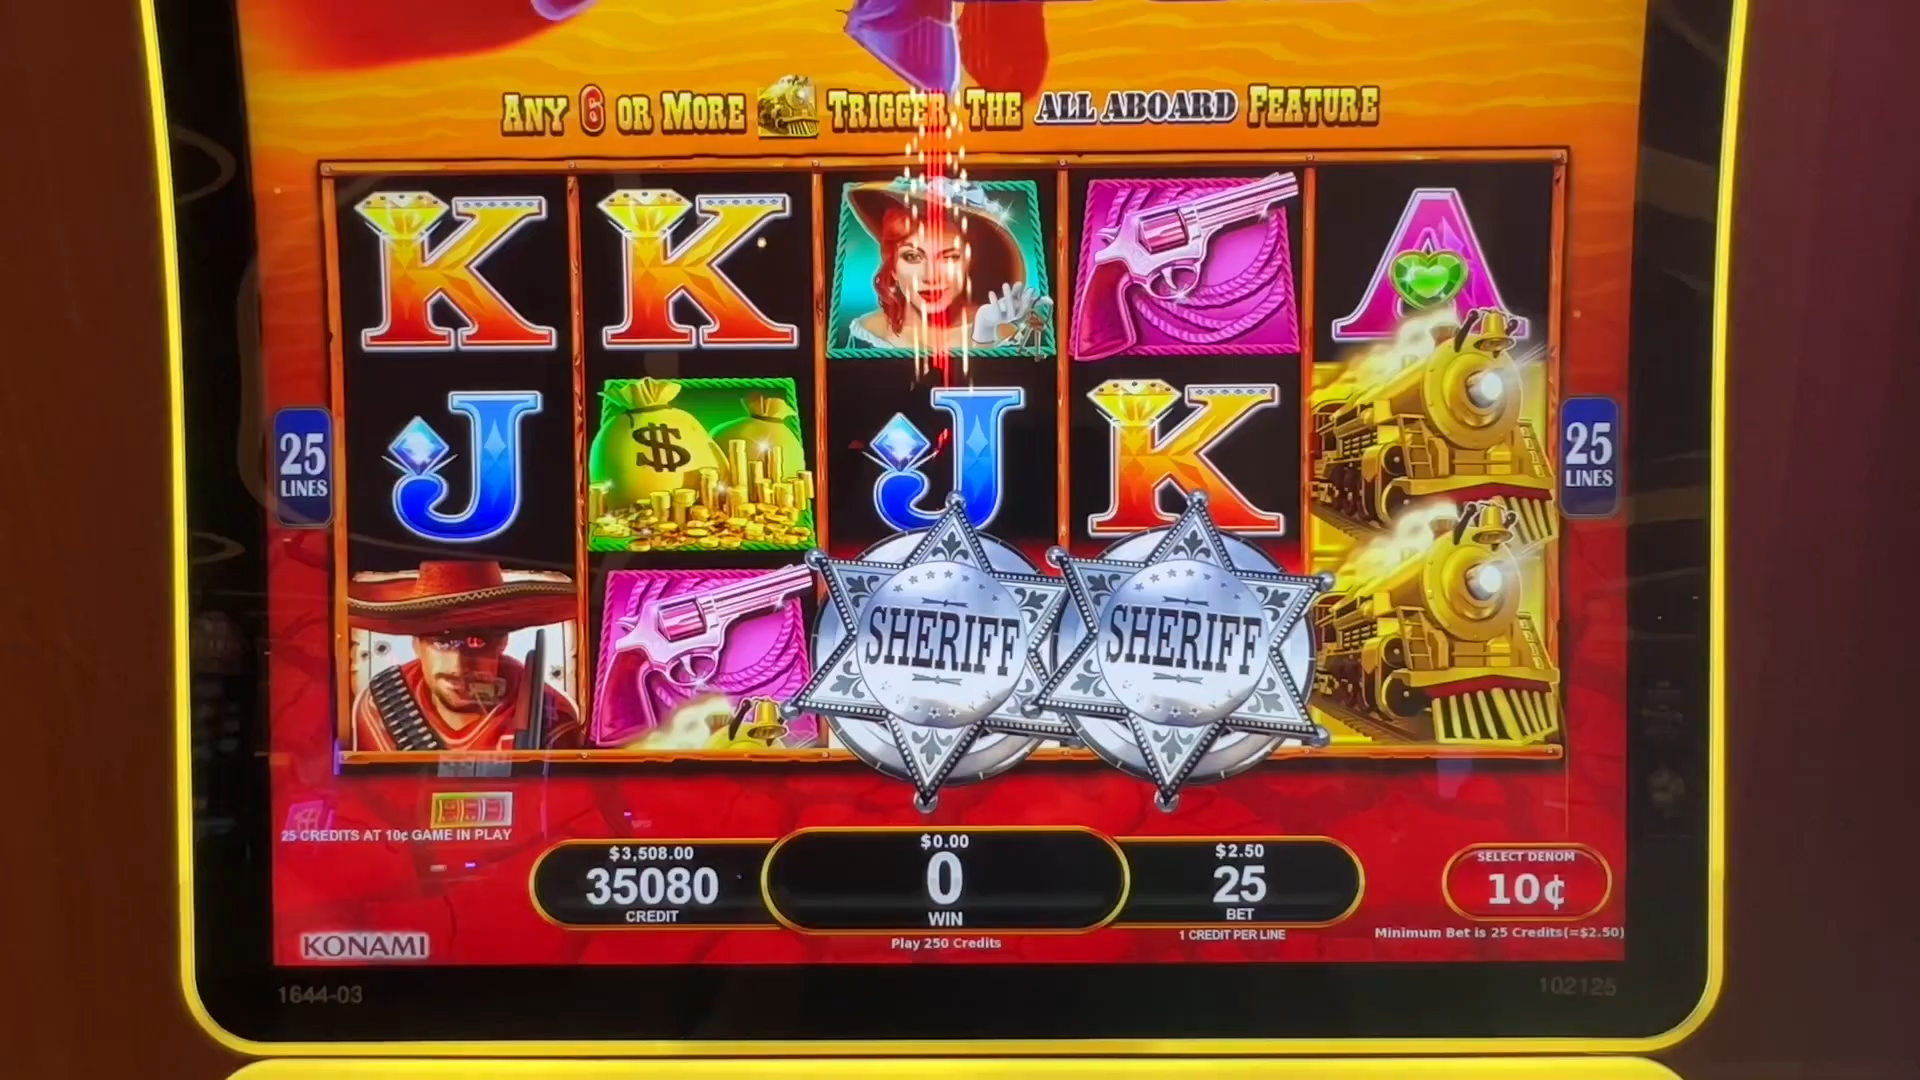 ANY 6 OR MORE TRIGGER THE ALL ABOARD FEATURE
K K A
J $ J K
25 LINES
25 LINES
SHERIFF SHERIFF
25 CREDITS AT 10¢ GAME IN PLAY
$3,508.00
35080
CREDIT
$0.00
0
WIN
Play 250 Credits
$2.50
25
BET
1 CREDIT PER LINE
SELECT DENOM
10¢
Minimum Bet is 25 Credits(=$2.50)
KONAMI
1644-03
102125